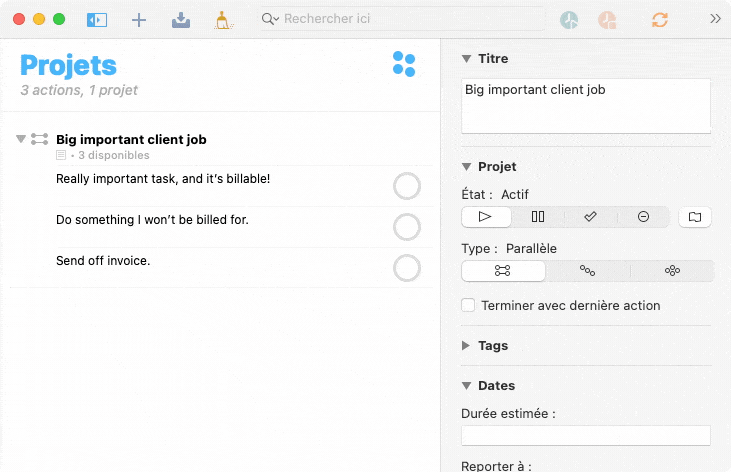 Rechercher ici
Projets
3 actions, 1 projet
Big important client job
• 3 disponibles
Really important task, and it's billable!
Do something I won't be billed for.
Send off invoice.
Titre
Big important client job
Projet
État : Actif
Type : Parallèle
Terminer avec dernière action
Tags
Dates
Durée estimée :
Reporter à :